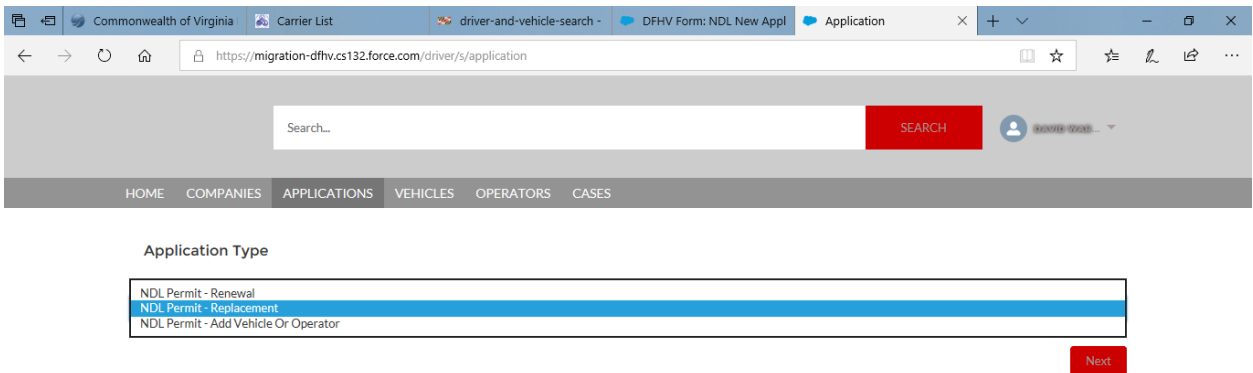 Commonwealth of Virginia
Carrier List
driver-and-vehicle-search -
DFHV Form: NDL New Appl
Application
https://migration-dfhv.cs132.force.com/driver/s/application
Search...
SEARCH
HOME COMPANIES APPLICATIONS VEHICLES OPERATORS CASES
Application Type
NDL Permit - Renewal
NDL Permit - Replacement
NDL Permit - Add Vehicle Or Operator
Next